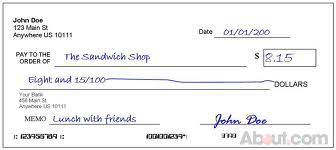 John Doe
123 Main St
Anywhere US 10111
Date 01/01/200
PAY TO THE
ORDER OF The Sandwich Shop $ 8.15
Eight and 15/100 DOLLARS
Your Bank
456 Main St
Anywhere US 10111
MEMO Lunch with friends John Doe
About.com